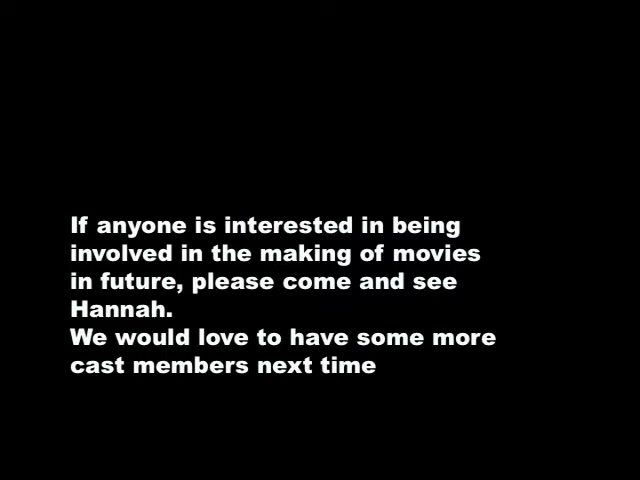 If anyone is interested in being
involved in the making of movies
in future, please come and see
Hannah.
We would love to have some more
cast members next time